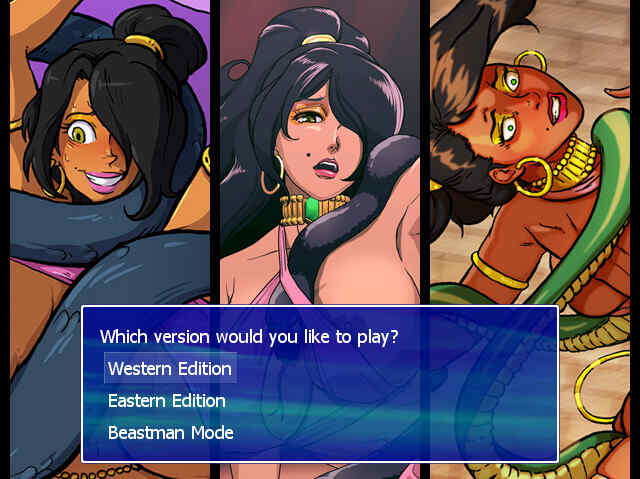 Which version would you like to play?
Western Edition
Eastern Edition
Beastman Mode